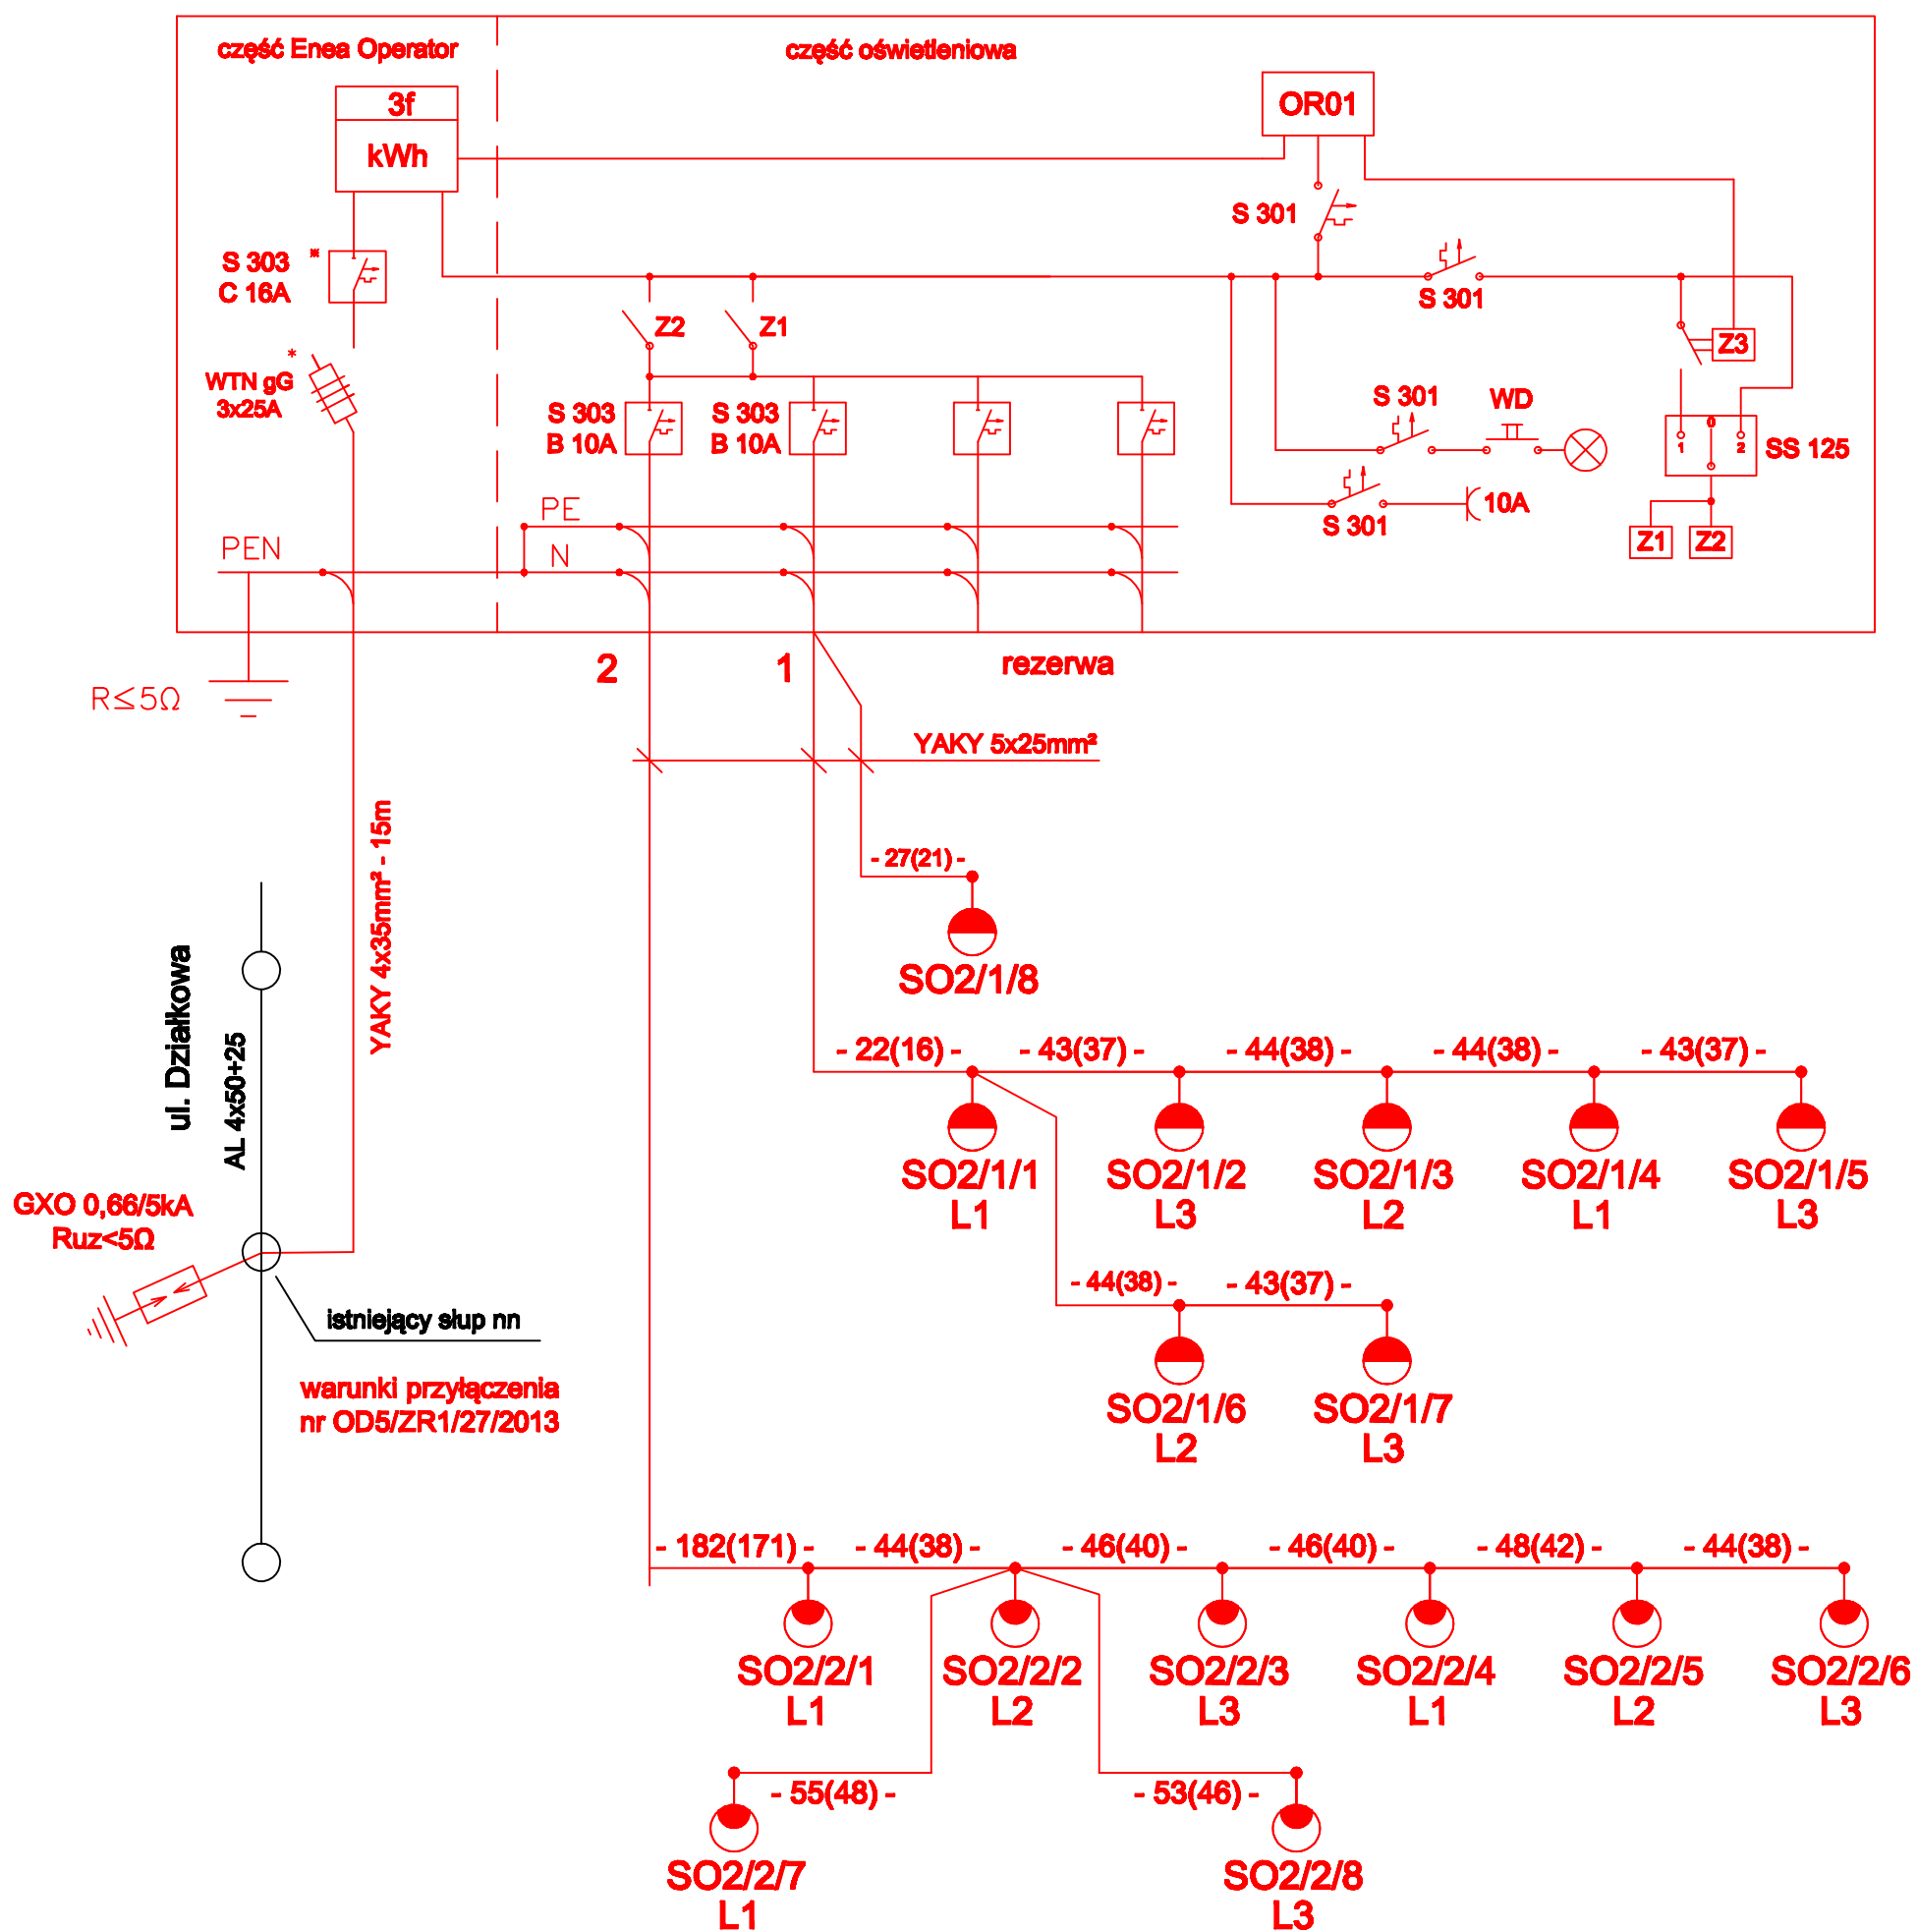 część Enea Operator
część oświetleniowa
3f
kWh
OR01
S 301
S 303 *
C 16A
S 301
Z2
Z1
Z3
*
WTN gG
3x25A
S 303
B 10A
S 303
B 10A
S 301
WD
1
0
2
SS 125
10A
S 301
PE
PEN
N
Z1
Z2
2
1
rezerwa
R≤5Ω
YAKY 5x25mm²
YAKY 4x35mm² - 15m
- 27(21) -
SO2/1/8
ul. Działkowa
AL 4x50+25
- 22(16) -
- 43(37) -
- 44(38) -
- 44(38) -
- 43(37) -
SO2/1/1
L1
SO2/1/2
L3
SO2/1/3
L2
SO2/1/4
L1
SO2/1/5
L3
GXO 0,66/5kA
Ruz<5Ω
- 44(38) -
- 43(37) -
istniejący słup nn
warunki przyłączenia
nr OD5/ZR1/27/2013
SO2/1/6
L2
SO2/1/7
L3
- 182(171) -
- 44(38) -
- 46(40) -
- 46(40) -
- 48(42) -
- 44(38) -
SO2/2/1
L1
SO2/2/2
L2
SO2/2/3
L3
SO2/2/4
L1
SO2/2/5
L2
SO2/2/6
L3
- 55(48) -
- 53(46) -
SO2/2/7
L1
SO2/2/8
L3